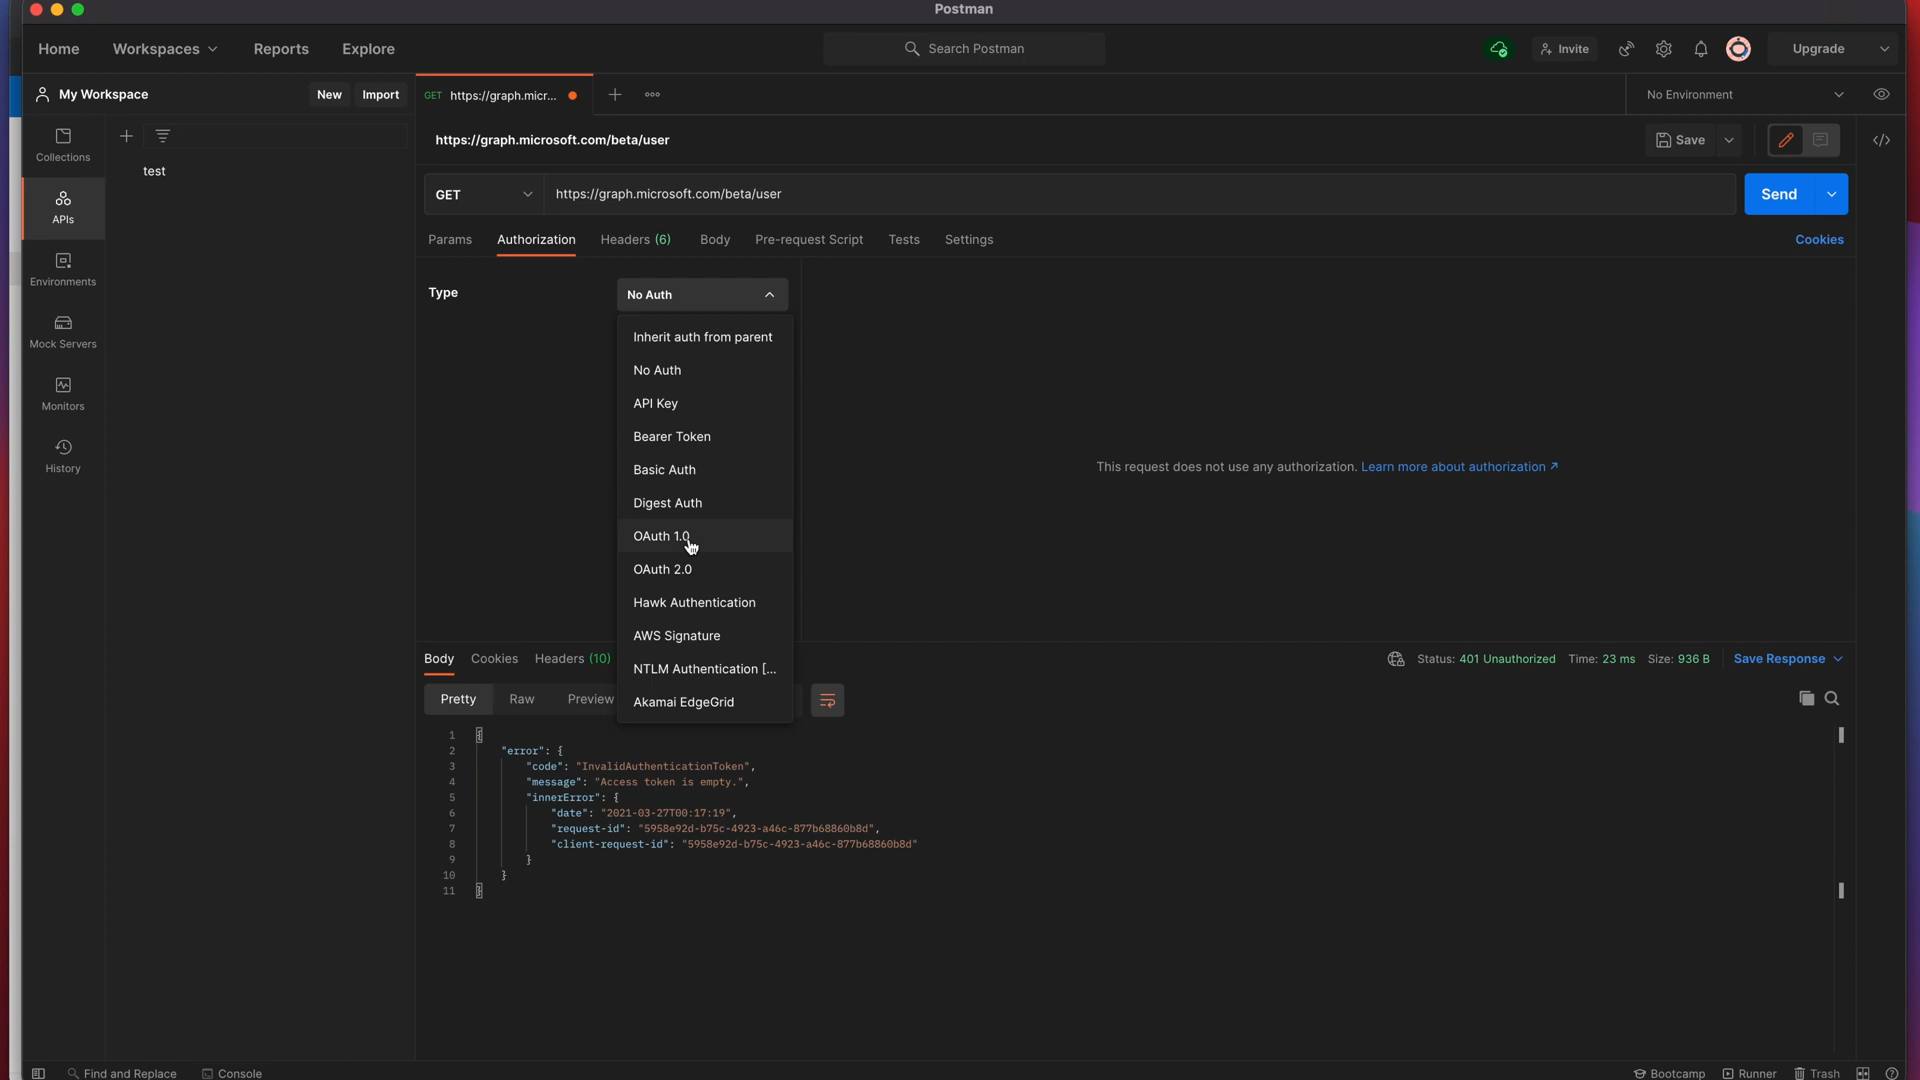 Postman
Home
Workspaces
Reports
Explore
Search Postman
Invite
Upgrade
My Workspace
New
Import
GET https://graph.micr...
No Environment
Collections
APIs
Environments
Mock Servers
Monitors
History
test
https://graph.microsoft.com/beta/user
Save
GET
https://graph.microsoft.com/beta/user
Send
Params
Authorization
Headers (6)
Body
Pre-request Script
Tests
Settings
Cookies
Type
No Auth
Inherit auth from parent
No Auth
API Key
Bearer Token
Basic Auth
Digest Auth
OAuth 1.0
OAuth 2.0
Hawk Authentication
AWS Signature
NTLM Authentication [...
Akamai EdgeGrid
This request does not use any authorization. Learn more about authorization ↗
Body
Cookies
Headers (10)
Status: 401 Unauthorized
Time: 23 ms
Size: 936 B
Save Response
Pretty
Raw
Preview
1 {
2 "error": {
3 "code": "InvalidAuthenticationToken",
4 "message": "Access token is empty.",
5 "innerError": {
6 "date": "2021-03-27T00:17:19",
7 "request-id": "5958e92d-b75c-4923-a46c-877b68860b8d",
8 "client-request-id": "5958e92d-b75c-4923-a46c-877b68860b8d"
9 }
10 }
11 }
Find and Replace
Console
Bootcamp
Runner
Trash